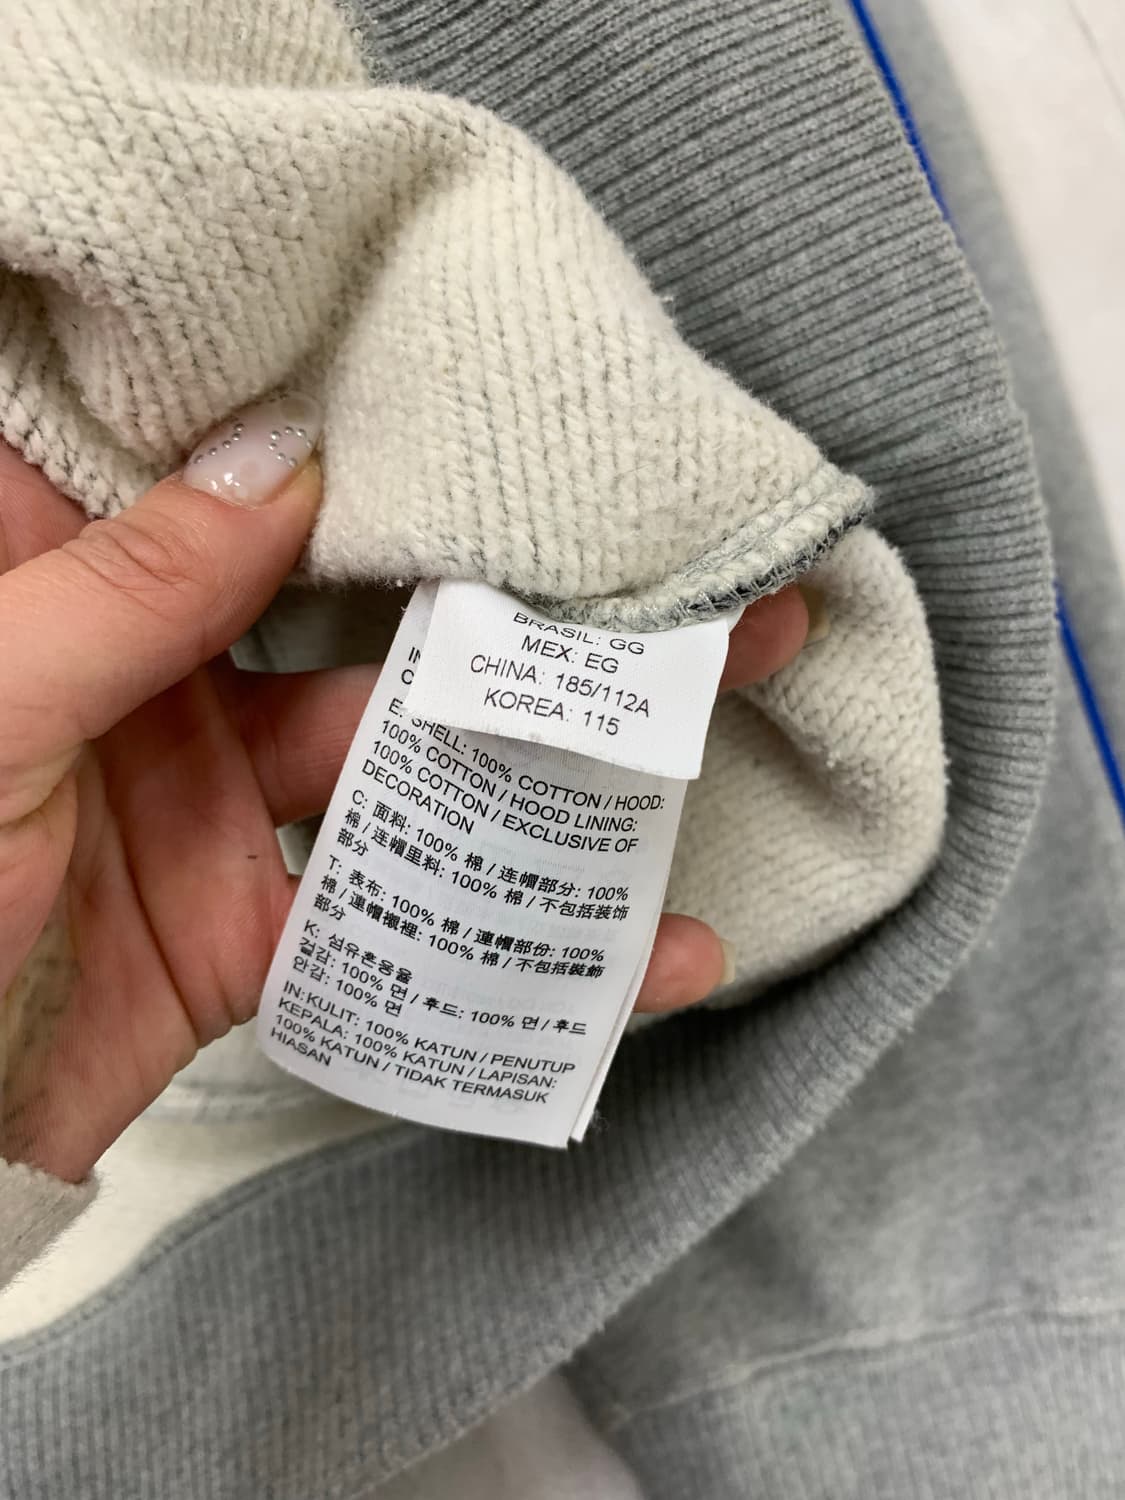 BRASIL: GG
MEX: EG
CHINA: 185/112A
KOREA: 115
E: SHELL: 100% COTTON / HOOD:
100% COTTON / HOOD LINING:
100% COTTON / EXCLUSIVE OF
DECORATION
C: 面料: 100% 棉 / 连帽部分: 100%
棉 / 连帽里料: 100% 棉 / 不包括装饰
部分
T: 表布: 100% 棉 / 連帽部份: 100%
棉 / 連帽襯裡: 100% 棉 / 不包括裝飾
部分
K: 섬유혼용율
겉감: 100% 면 / 후드: 100% 면 / 후드
안감: 100% 면
IN: KULIT: 100% KATUN / PENUTUP
KEPALA: 100% KATUN / LAPISAN:
100% KATUN / TIDAK TERMASUK
HIASAN